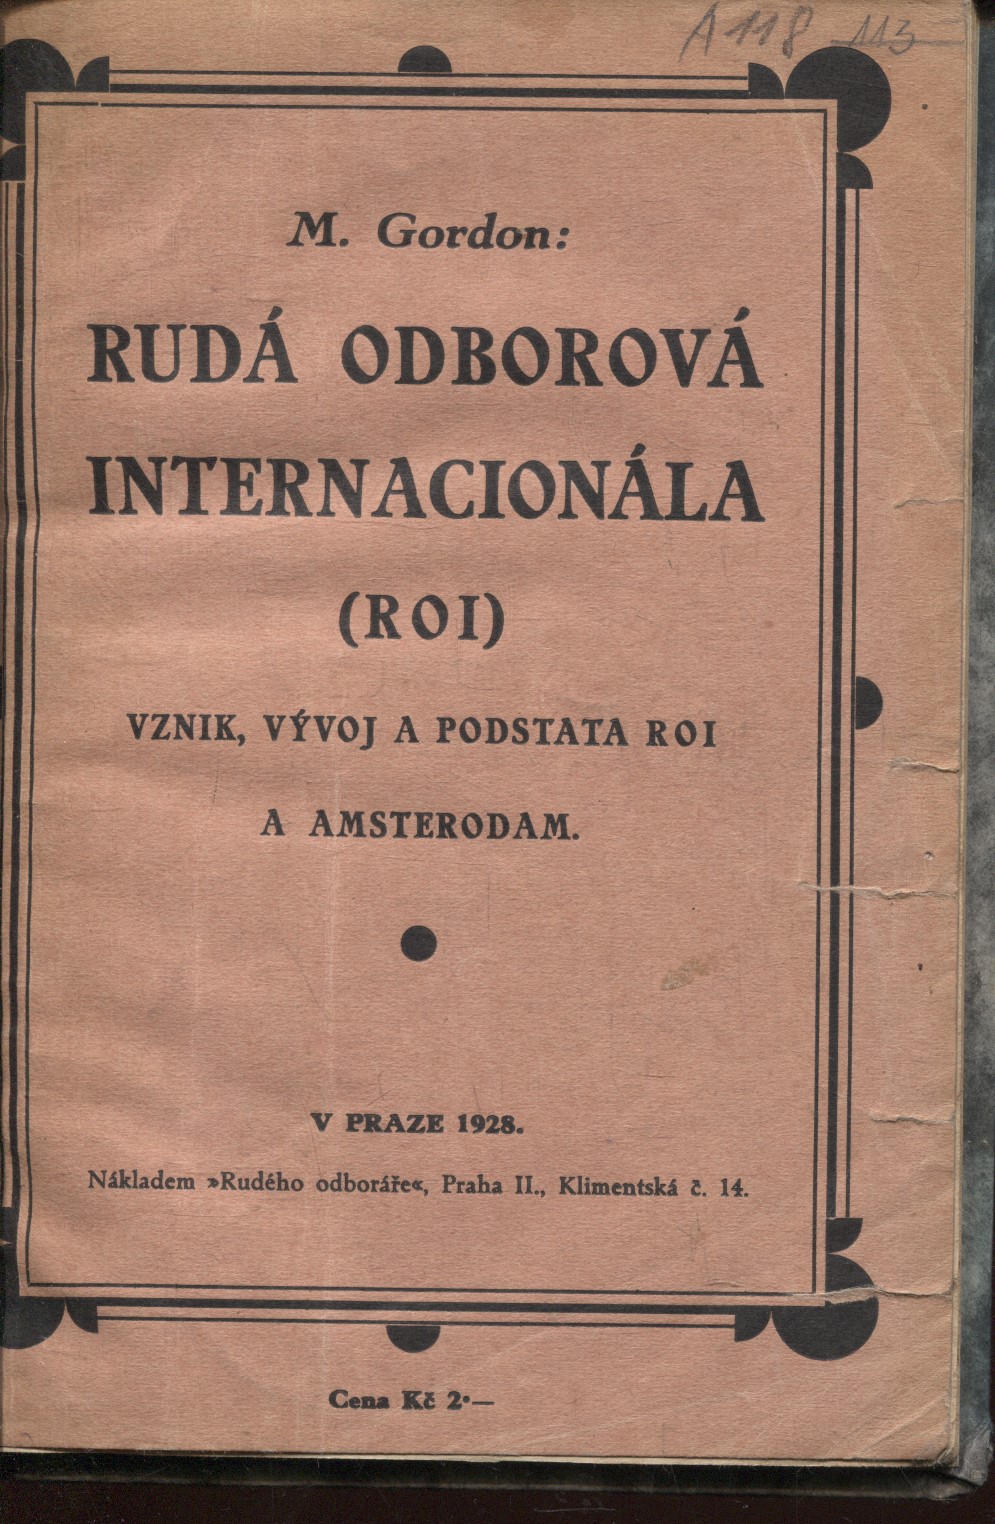 A 118 113
M. Gordon:
RUDÁ ODBOROVÁ
INTERNACIONÁLA
(ROI)
VZNIK, VÝVOJ A PODSTATA ROI
A AMSTERODAM.
V PRAZE 1928.
Nákladem »Rudého odboráře«, Praha II., Klimentská č. 14.
Cena Kč 2·—